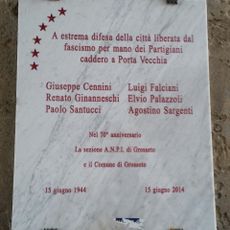 A estrema difesa della città liberata dal
fascismo per mano dei Partigiani
caddero a Porta Vecchia
Giuseppe Cennini Luigi Falciani
Renato Ginanneschi Elvio Palazzoli
Paolo Santucci Agostino Sargenti
Nel 70° anniversario
La sezione A.N.P.I. di Grosseto
e il Comune di Grosseto
15 giugno 1944 15 giugno 2014